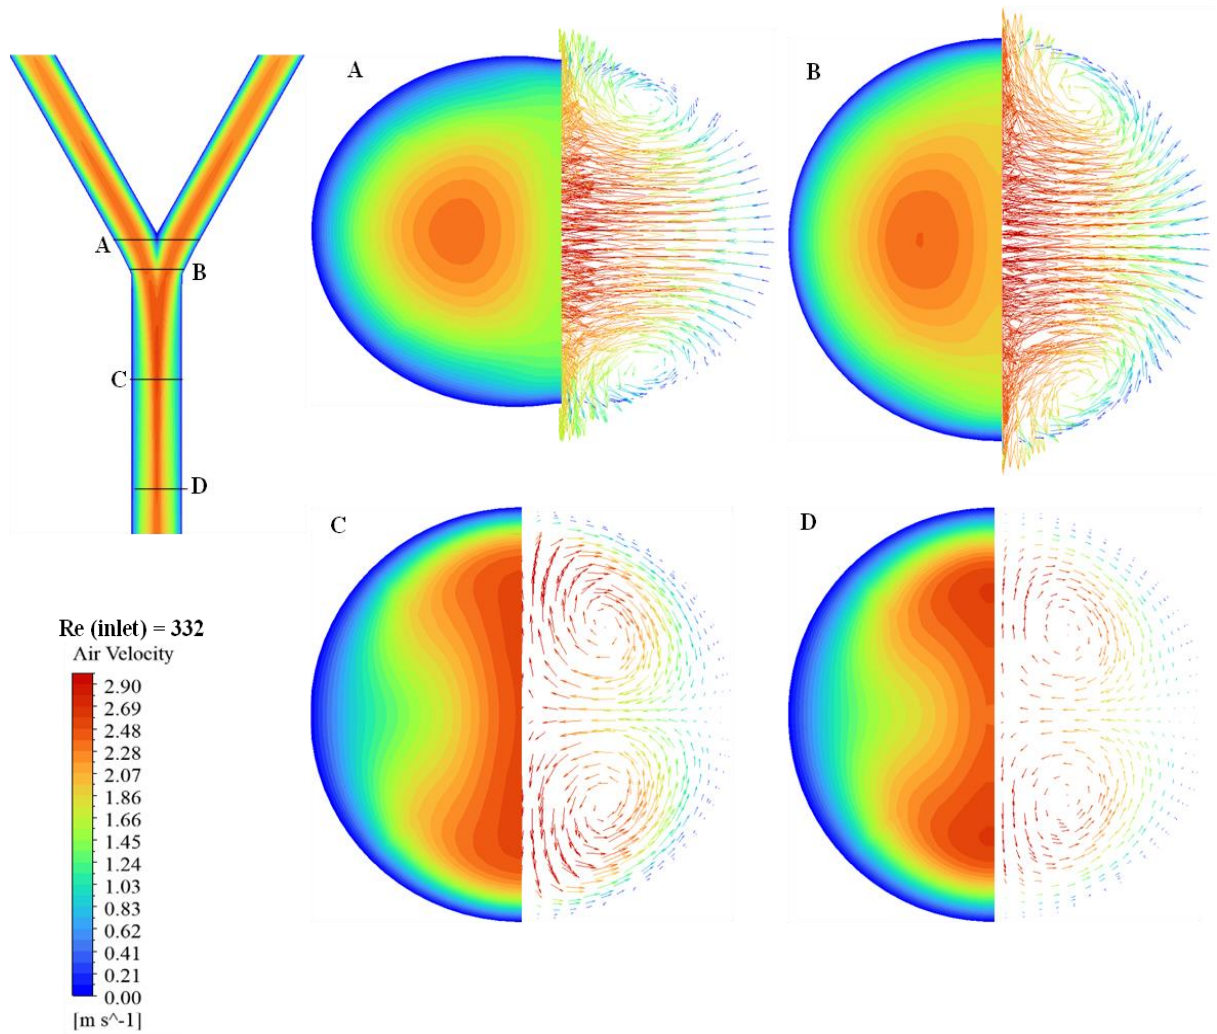 A
B
A
B
C
D
C
D
Re (inlet) = 332
Air Velocity
2.90
2.69
2.48
2.28
2.07
1.86
1.66
1.45
1.24
1.03
0.83
0.62
0.41
0.21
0.00
[m s^-1]